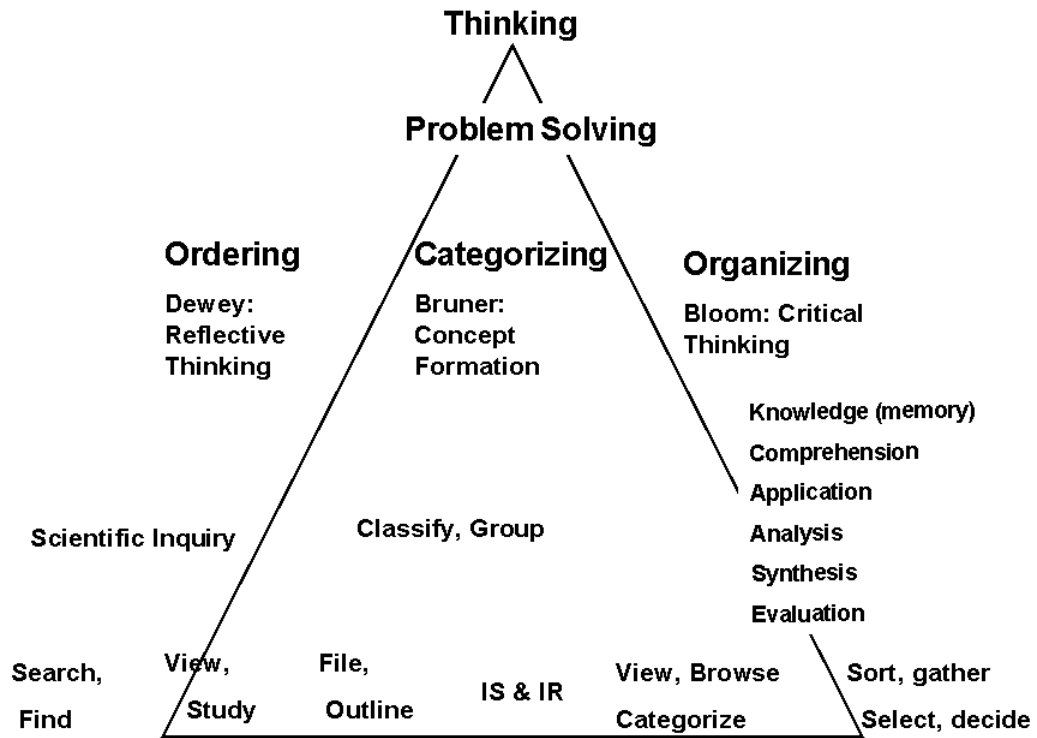 Thinking
Problem Solving
Ordering
Dewey:
Reflective
Thinking
Categorizing
Bruner:
Concept
Formation
Organizing
Bloom: Critical
Thinking
Knowledge (memory)
Comprehension
Application
Analysis
Synthesis
Evaluation
Scientific Inquiry
Classify, Group
Search,
Find
View,
Study
File,
Outline
IS & IR
View, Browse
Categorize
Sort, gather
Select, decide